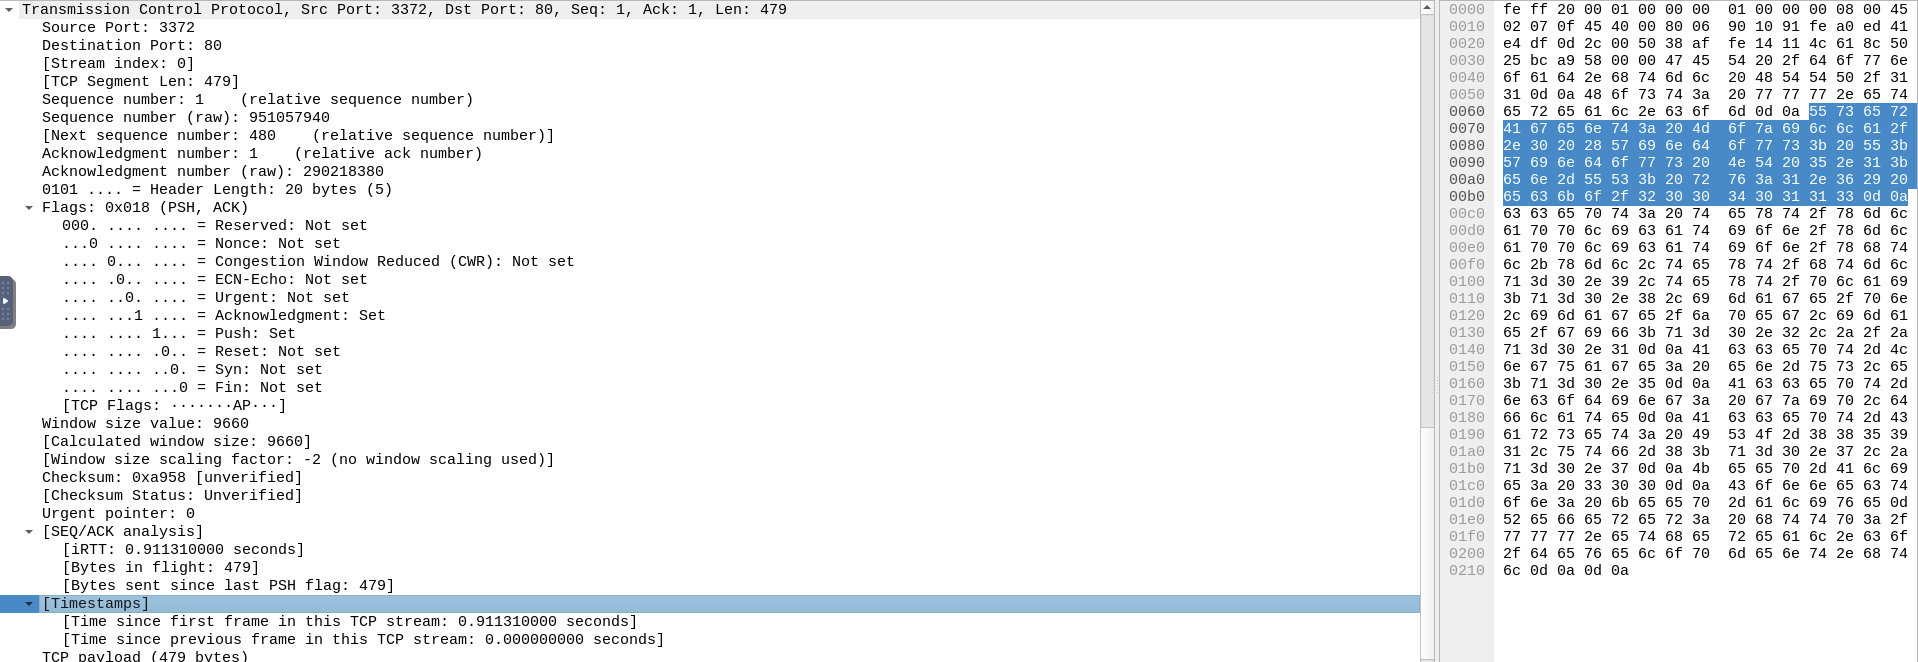 Transmission Control Protocol, Src Port: 3372, Dst Port: 80, Seq: 1, Ack: 1, Len: 479
Source Port: 3372
Destination Port: 80
[Stream index: 0]
[TCP Segment Len: 479]
Sequence number: 1    (relative sequence number)
Sequence number (raw): 951057940
[Next sequence number: 480    (relative sequence number)]
Acknowledgment number: 1    (relative ack number)
Acknowledgment number (raw): 290218380
0101 .... = Header Length: 20 bytes (5)
Flags: 0x018 (PSH, ACK)
000. .... .... = Reserved: Not set
...0 .... .... = Nonce: Not set
.... 0... .... = Congestion Window Reduced (CWR): Not set
.... .0.. .... = ECN-Echo: Not set
.... ..0. .... = Urgent: Not set
.... ...1 .... = Acknowledgment: Set
.... .... 1... = Push: Set
.... .... .0.. = Reset: Not set
.... .... ..0. = Syn: Not set
.... .... ...0 = Fin: Not set
[TCP Flags: ·······AP···]
Window size value: 9660
[Calculated window size: 9660]
[Window size scaling factor: -2 (no window scaling used)]
Checksum: 0xa958 [unverified]
[Checksum Status: Unverified]
Urgent pointer: 0
[SEQ/ACK analysis]
[iRTT: 0.911310000 seconds]
[Bytes in flight: 479]
[Bytes sent since last PSH flag: 479]
[Timestamps]
[Time since first frame in this TCP stream: 0.911310000 seconds]
[Time since previous frame in this TCP stream: 0.000000000 seconds]
TCP payload (479 bytes)
0000 fe ff 20 00 01 00 00 00 01 00 00 00 08 00 45
0010 02 07 0f 45 40 00 80 06 90 10 91 fe a0 ed 41
0020 e4 df 0d 2c 00 50 38 af fe 14 11 4c 61 8c 50
0030 25 bc a9 58 00 00 47 45 54 20 2f 64 6f 77 6e
0040 6f 61 64 2e 68 74 6d 6c 20 48 54 54 50 2f 31
0050 31 0d 0a 48 6f 73 74 3a 20 77 77 77 2e 65 74
0060 65 72 65 61 6c 2e 63 6f 6d 0d 0a 55 73 65 72
0070 41 67 65 6e 74 3a 20 4d 6f 7a 69 6c 6c 61 2f
0080 2e 30 20 28 57 69 6e 64 6f 77 73 3b 20 55 3b
0090 57 69 6e 64 6f 77 73 20 4e 54 20 35 2e 31 3b
00a0 65 6e 2d 55 53 3b 20 72 76 3a 31 2e 36 29 20
00b0 65 63 6b 6f 2f 32 30 30 34 30 31 31 33 0d 0a
00c0 63 63 65 70 74 3a 20 74 65 78 74 2f 78 6d 6c
00d0 61 70 70 6c 69 63 61 74 69 6f 6e 2f 78 6d 6c
00e0 61 70 70 6c 69 63 61 74 69 6f 6e 2f 78 68 74
00f0 6c 2b 78 6d 6c 2c 74 65 78 74 2f 68 74 6d 6c
0100 71 3d 30 2e 39 2c 74 65 78 74 2f 70 6c 61 69
0110 3b 71 3d 30 2e 38 2c 69 6d 61 67 65 2f 70 6e
0120 2c 69 6d 61 67 65 2f 6a 70 65 67 2c 69 6d 61
0130 65 2f 67 69 66 3b 71 3d 30 2e 32 2c 2a 2f 2a
0140 71 3d 30 2e 31 0d 0a 41 63 63 65 70 74 2d 4c
0150 6e 67 75 61 67 65 3a 20 65 6e 2d 75 73 2c 65
0160 3b 71 3d 30 2e 35 0d 0a 41 63 63 65 70 74 2d
0170 6e 63 6f 64 69 6e 67 3a 20 67 7a 69 70 2c 64
0180 66 6c 61 74 65 0d 0a 41 63 63 65 70 74 2d 43
0190 61 72 73 65 74 3a 20 49 53 4f 2d 38 38 35 39
01a0 31 2c 75 74 66 2d 38 3b 71 3d 30 2e 37 2c 2a
01b0 71 3d 30 2e 37 0d 0a 4b 65 65 70 2d 41 6c 69
01c0 65 3a 20 33 30 30 0d 0a 43 6f 6e 6e 65 63 74
01d0 6f 6e 3a 20 6b 65 65 70 2d 61 6c 69 76 65 0d
01e0 52 65 66 65 72 65 72 3a 20 68 74 74 70 3a 2f
01f0 77 77 77 2e 65 74 68 65 72 65 61 6c 2e 63 6f
0200 2f 64 65 76 65 6c 6f 70 6d 65 6e 74 2e 68 74
0210 6c 0d 0a 0d 0a